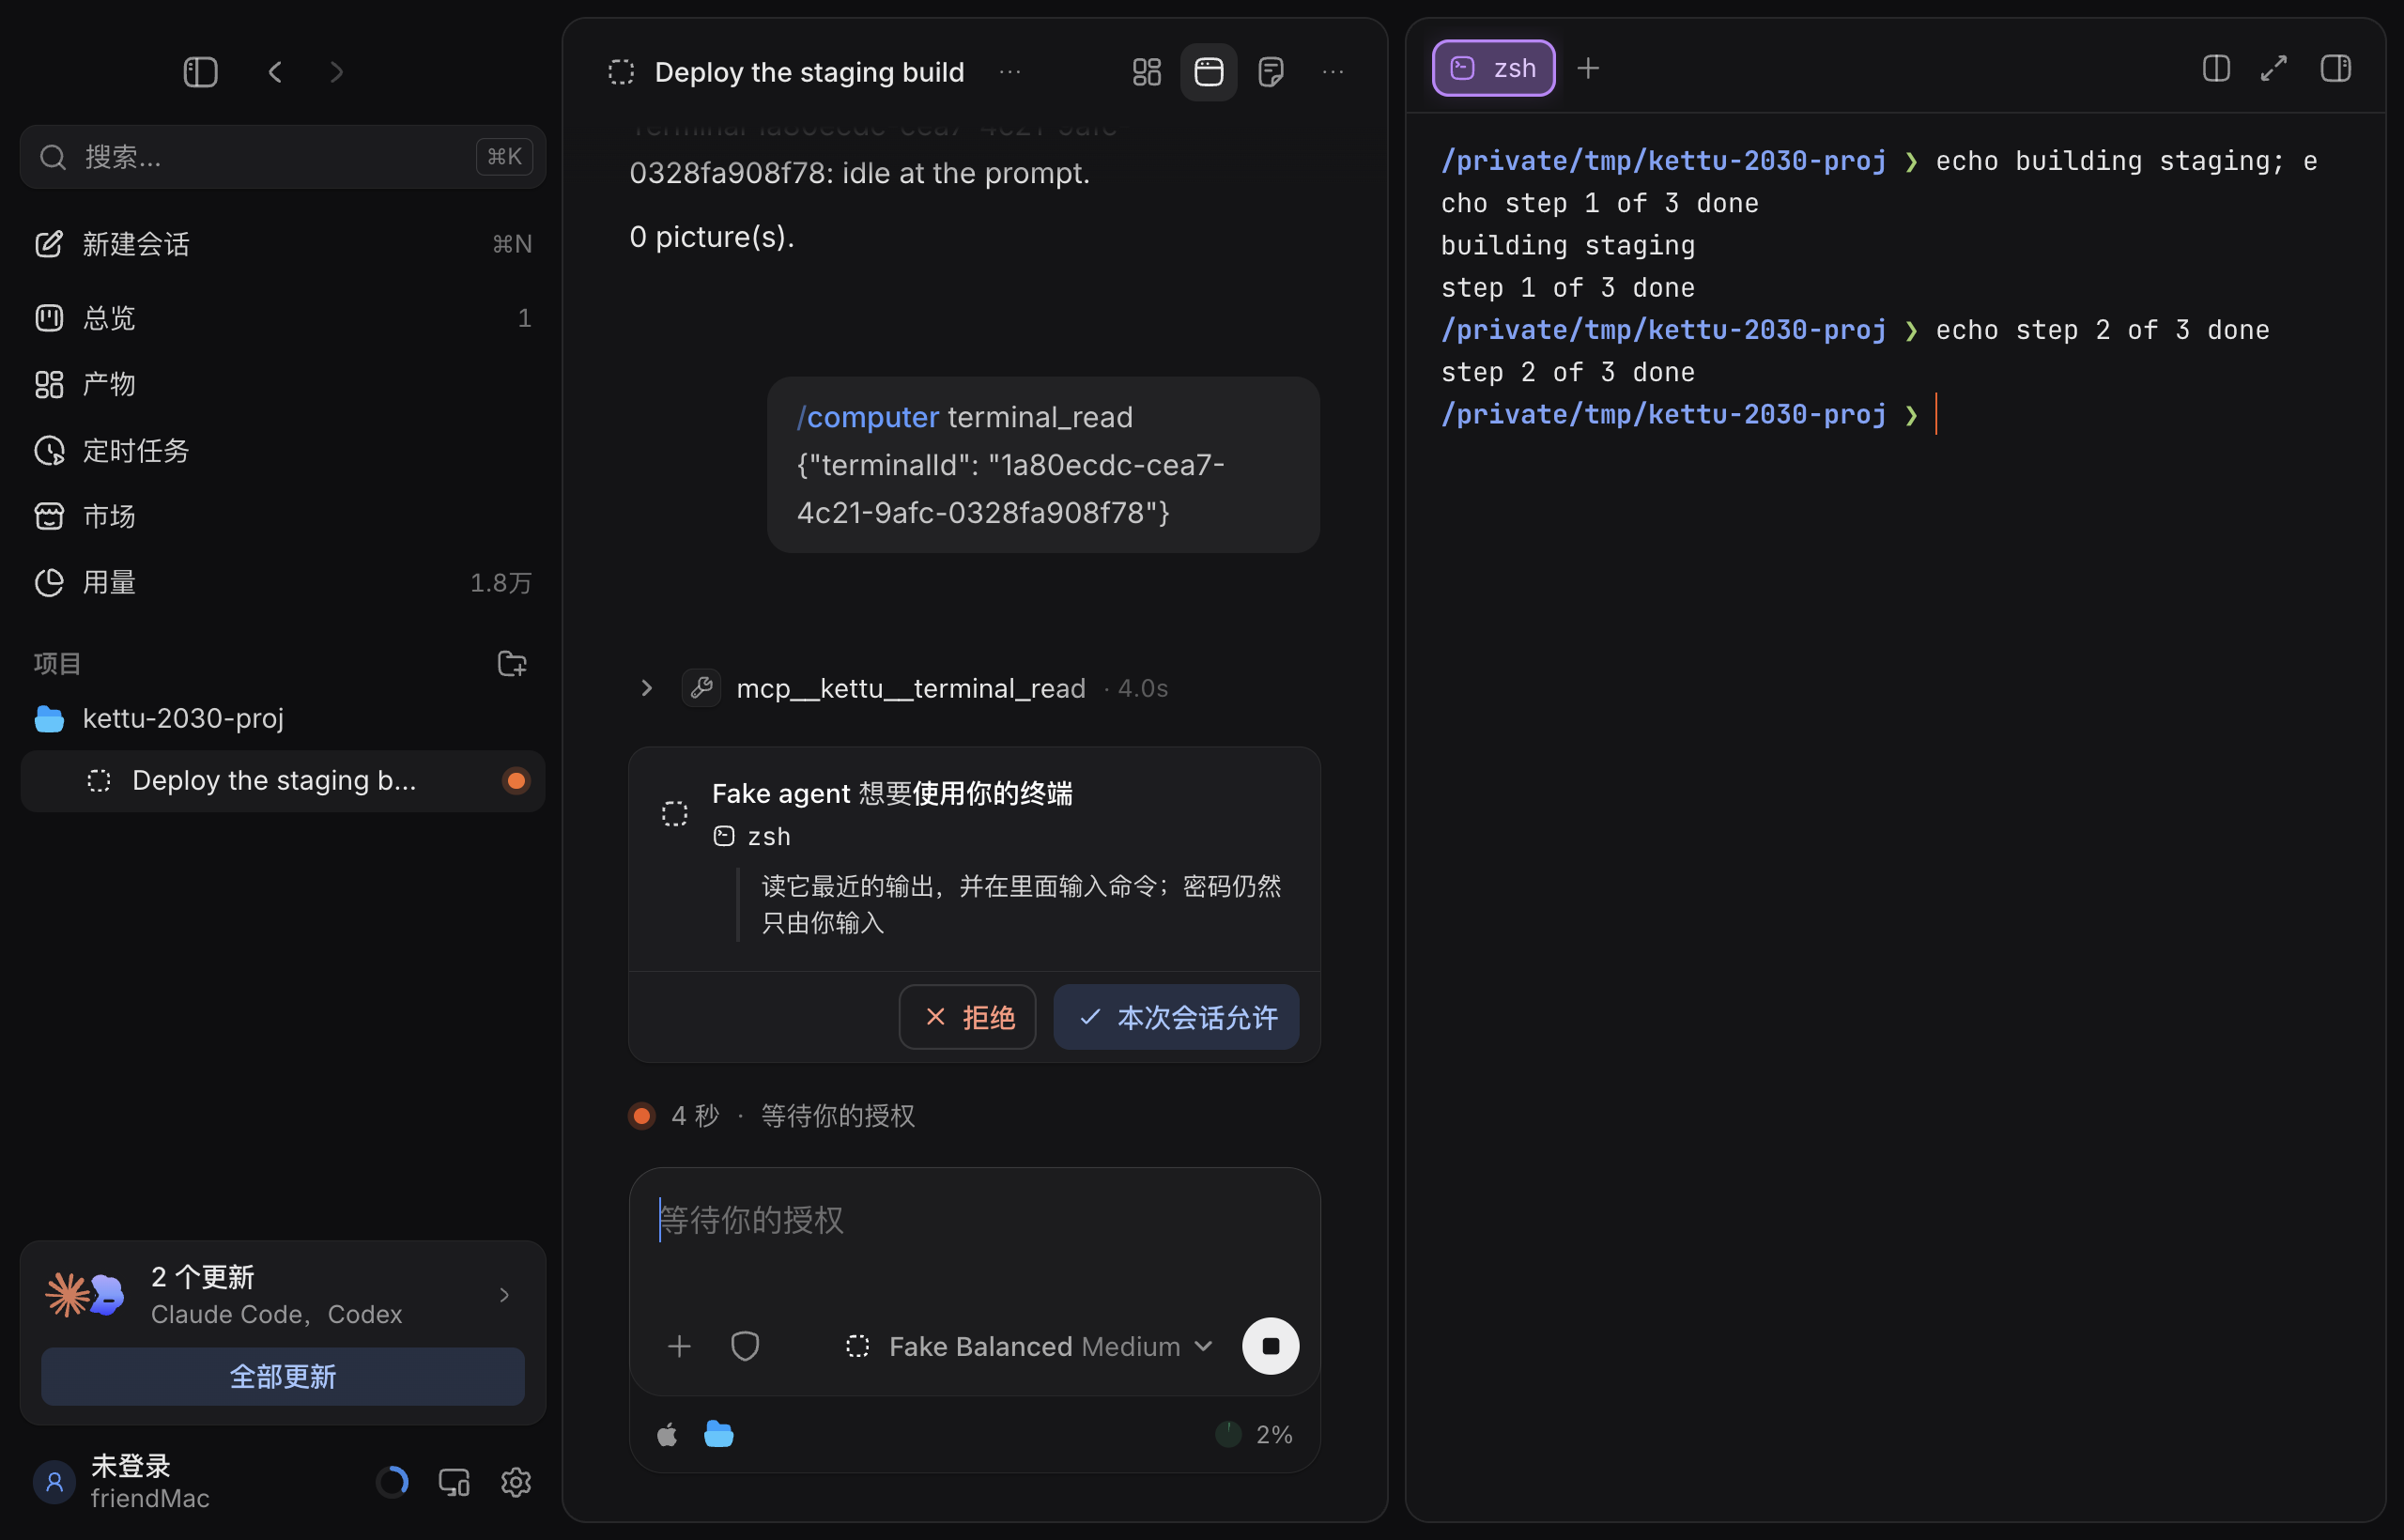 搜索...
⌘K
新建会话
⌘N
总览
1
产物
定时任务
市场
用量
1.8万
项目
kettu-2030-proj
Deploy the staging b...
2 个更新
Claude Code, Codex
全部更新
未登录
friendMac
Deploy the staging build
0328fa908f78: idle at the prompt.
0 picture(s).
/computer terminal_read
{"terminalId": "1a80ecdc-cea7-
4c21-9afc-0328fa908f78"}
mcp__kettu__terminal_read · 4.0s
Fake agent 想要使用你的终端
zsh
读它最近的输出，并在里面输入命令；密码仍然
只由你输入
拒绝
本次会话允许
4 秒 · 等待你的授权
等待你的授权
Fake Balanced Medium
2%
zsh
/private/tmp/kettu-2030-proj ❯ echo building staging; e
cho step 1 of 3 done
building staging
step 1 of 3 done
/private/tmp/kettu-2030-proj ❯ echo step 2 of 3 done
step 2 of 3 done
/private/tmp/kettu-2030-proj ❯